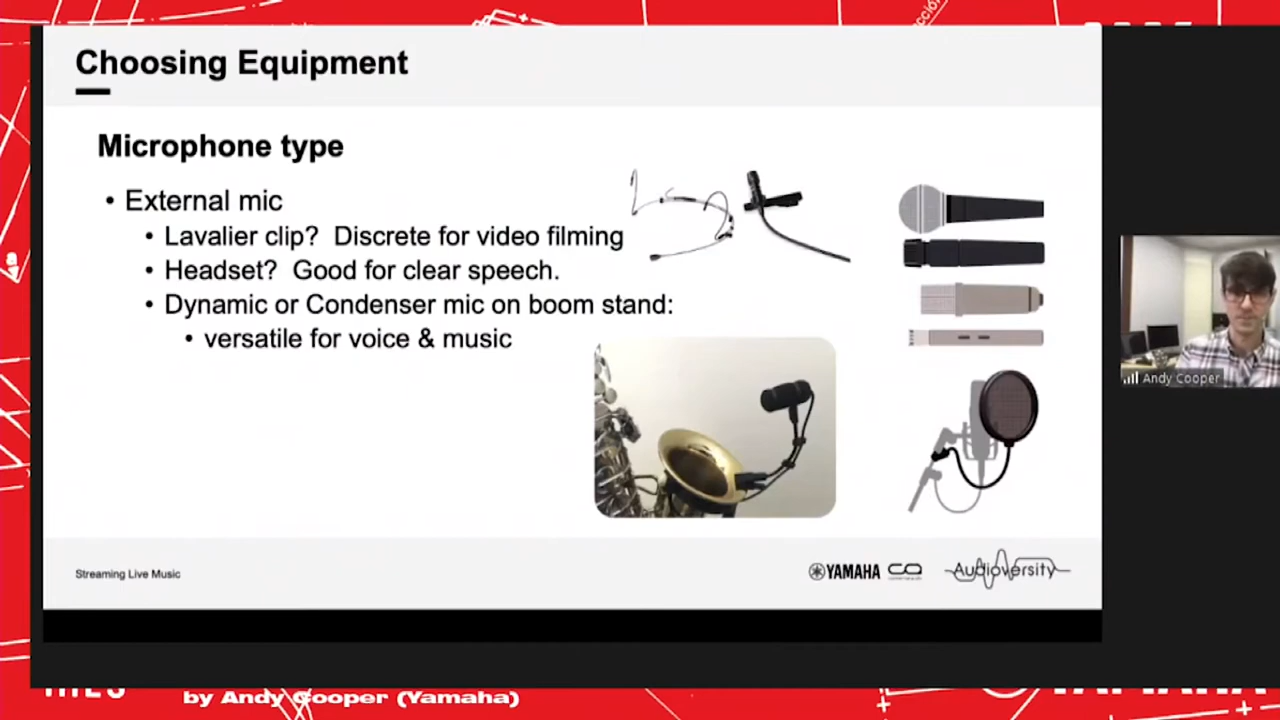 Choosing Equipment
Microphone type
• External mic
• Lavalier clip?  Discrete for video filming
• Headset?  Good for clear speech.
• Dynamic or Condenser mic on boom stand:
• versatile for voice & music
Andy Cooper
Streaming Live Music
YAMAHA
Audioversity
by Andy Cooper (Yamaha)
YAMAHA